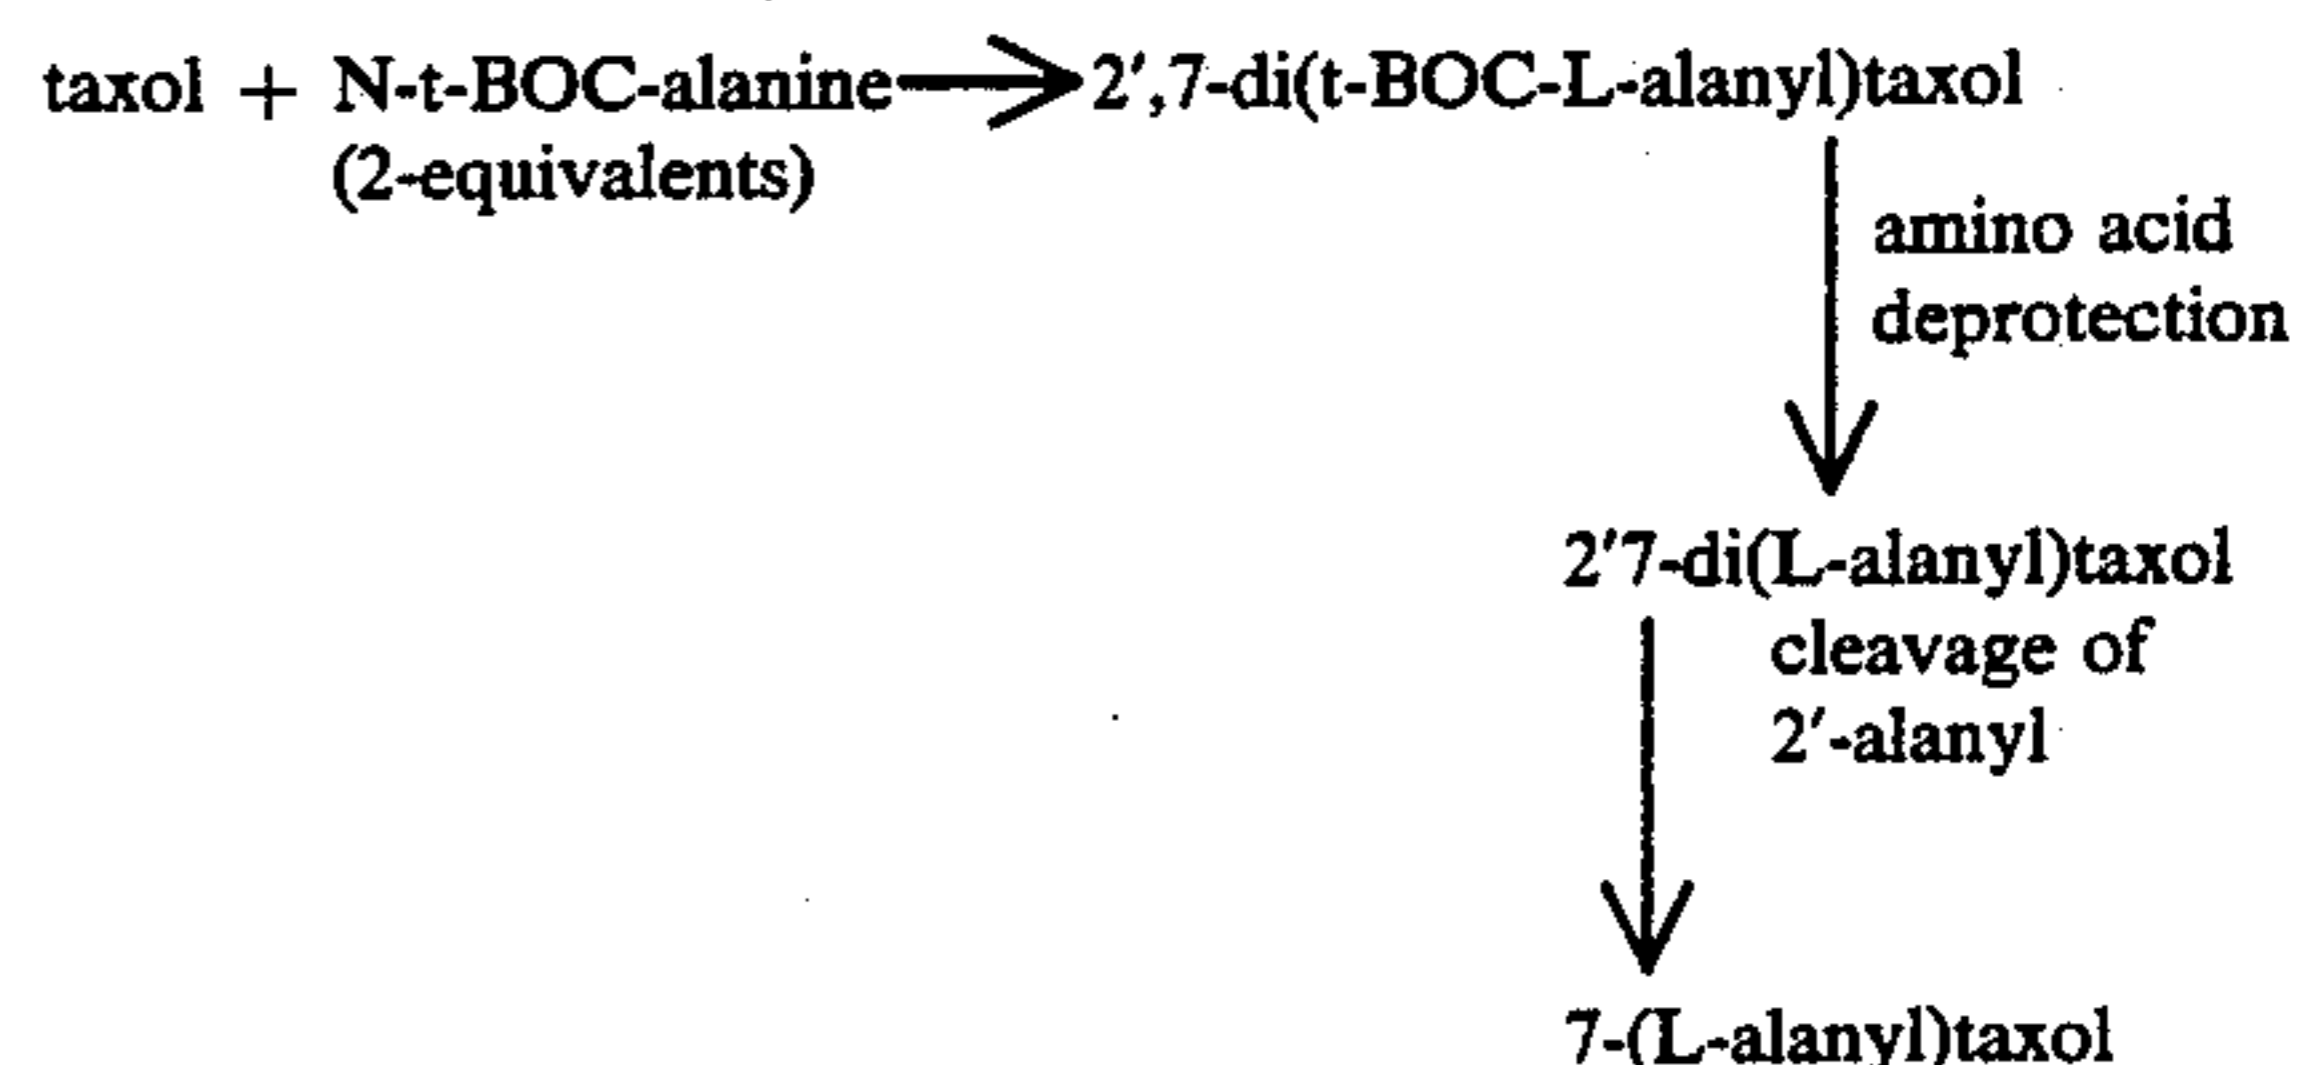 taxol + N-t-BOC-alanine 2',7-di(t-BOC-L-alanyl)taxol
(2-equivalents)
amino acid
deprotection
2'7-di(L-alanyl)taxol
cleavage of
2'-alanyl
7-(L-alanyl)taxol